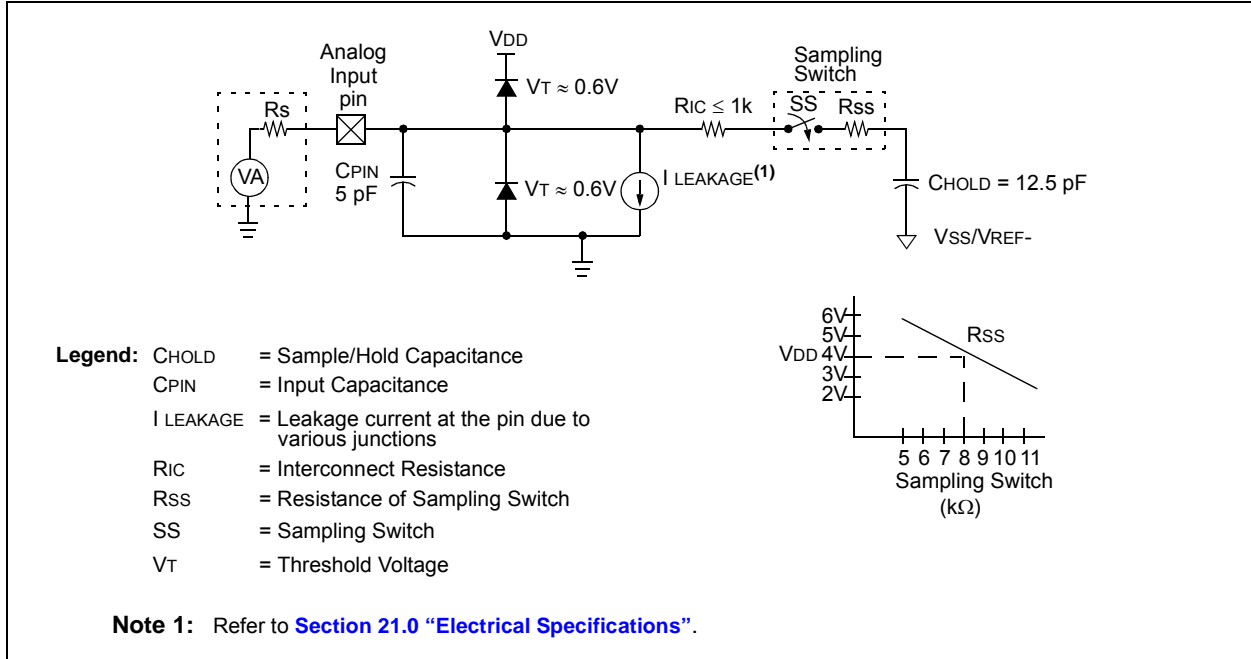 VDD
Analog
Input
pin
VT ≈ 0.6V
Sampling
Switch
RIC ≤ 1k
SS
Rss
Rs
VA
CPIN
5 pF
VT ≈ 0.6V
I LEAKAGE(1)
CHOLD = 12.5 pF
VSS/VREF-
6V
5V
VDD 4V
3V
2V
RSS
5 6 7 8 9 10 11
Sampling Switch
(kΩ)
Legend: CHOLD = Sample/Hold Capacitance
CPIN = Input Capacitance
I LEAKAGE = Leakage current at the pin due to
various junctions
RIC = Interconnect Resistance
RSS = Resistance of Sampling Switch
SS = Sampling Switch
VT = Threshold Voltage
Note 1: Refer to Section 21.0 “Electrical Specifications”.